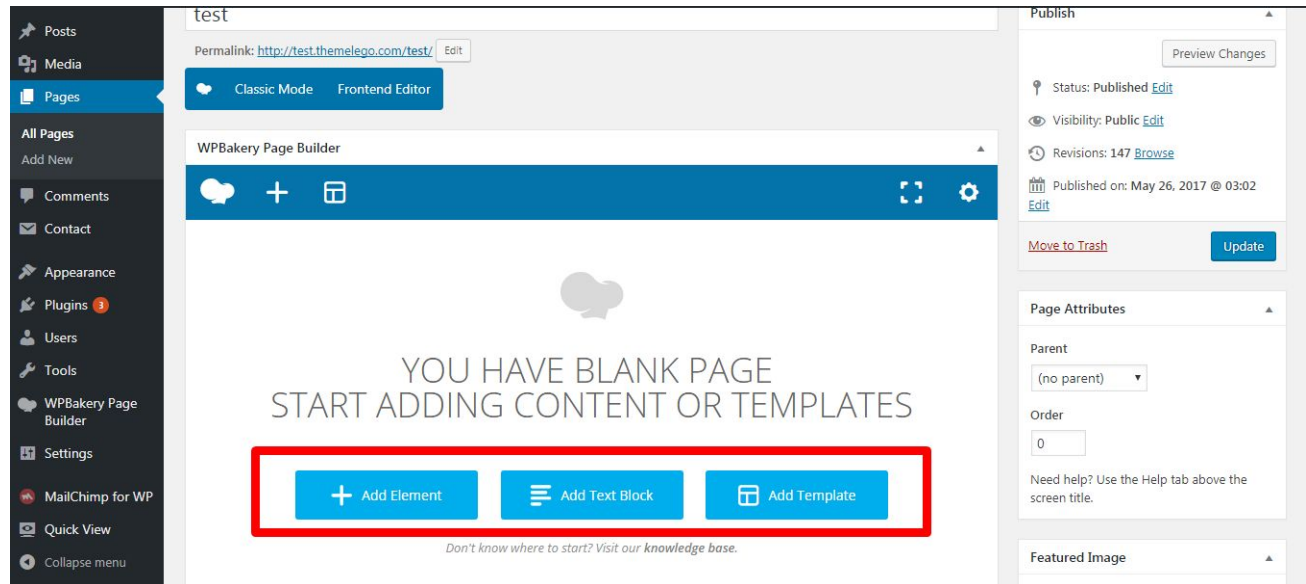 Posts
Media
Pages
All Pages
Add New
Comments
Contact
Appearance
Plugins 3
Users
Tools
WPBakery Page
Builder
Settings
MailChimp for WP
Quick View
Collapse menu
test
Permalink: http://test.themelego.com/test/ Edit
Classic Mode Frontend Editor
WPBakery Page Builder
YOU HAVE BLANK PAGE
START ADDING CONTENT OR TEMPLATES
Add Element Add Text Block Add Template
Don't know where to start? Visit our knowledge base.
Publish
Preview Changes
Status: Published Edit
Visibility: Public Edit
Revisions: 147 Browse
Published on: May 26, 2017 @ 03:02
Edit
Move to Trash Update
Page Attributes
Parent
(no parent)
Order
0
Need help? Use the Help tab above the
screen title.
Featured Image